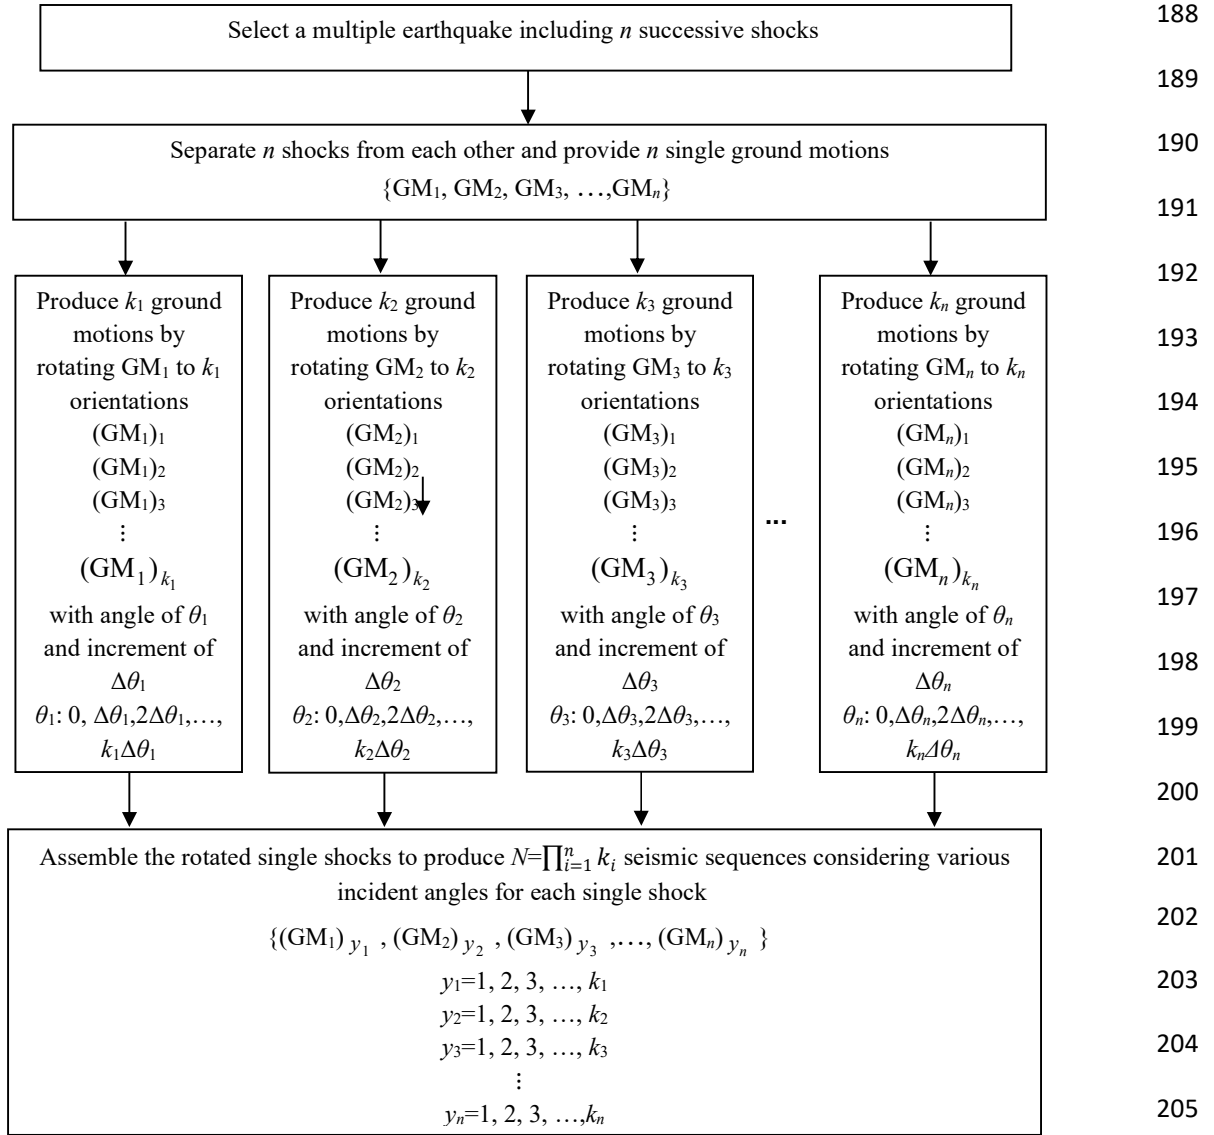 188
Select a multiple earthquake including n successive shocks
189
Separate n shocks from each other and provide n single ground motions
190
{GM₁, GM₂, GM₃, …,GMₙ}
191
192
Produce k₁ ground
motions by
rotating GM₁ to k₁
orientations
(GM₁)₁
(GM₁)₂
(GM₁)₃
⋮
(GM₁)ₖ₁
with angle of θ₁
and increment of
Δθ₁
θ₁: 0, Δθ₁,2Δθ₁,…,
k₁Δθ₁
Produce k₂ ground
motions by
rotating GM₂ to k₂
orientations
(GM₂)₁
(GM₂)₂
(GM₂)₃
⋮
(GM₂)ₖ₂
with angle of θ₂
and increment of
Δθ₂
θ₂: 0,Δθ₂,2Δθ₂,…,
k₂Δθ₂
Produce k₃ ground
motions by
rotating GM₃ to k₃
orientations
(GM₃)₁
(GM₃)₂
(GM₃)₃
⋮
(GM₃)ₖ₃
with angle of θ₃
and increment of
Δθ₃
θ₃: 0,Δθ₃,2Δθ₃,…,
k₃Δθ₃
...
Produce kₙ ground
motions by
rotating GMₙ to kₙ
orientations
(GMₙ)₁
(GMₙ)₂
(GMₙ)₃
⋮
(GMₙ)ₖₙ
with angle of θₙ
and increment of
Δθₙ
θₙ: 0,Δθₙ,2Δθₙ,…,
kₙΔθₙ
193
194
195
196
197
198
199
200
Assemble the rotated single shocks to produce N=∏ⁿᵢ₌₁ kᵢ seismic sequences considering various
201
incident angles for each single shock
202
{(GM₁) y₁ , (GM₂) y₂ , (GM₃) y₃ ,…, (GMₙ) yₙ }
y₁=1, 2, 3, …, k₁
203
y₂=1, 2, 3, …, k₂
y₃=1, 2, 3, …, k₃
204
⋮
yₙ=1, 2, 3, …,kₙ
205